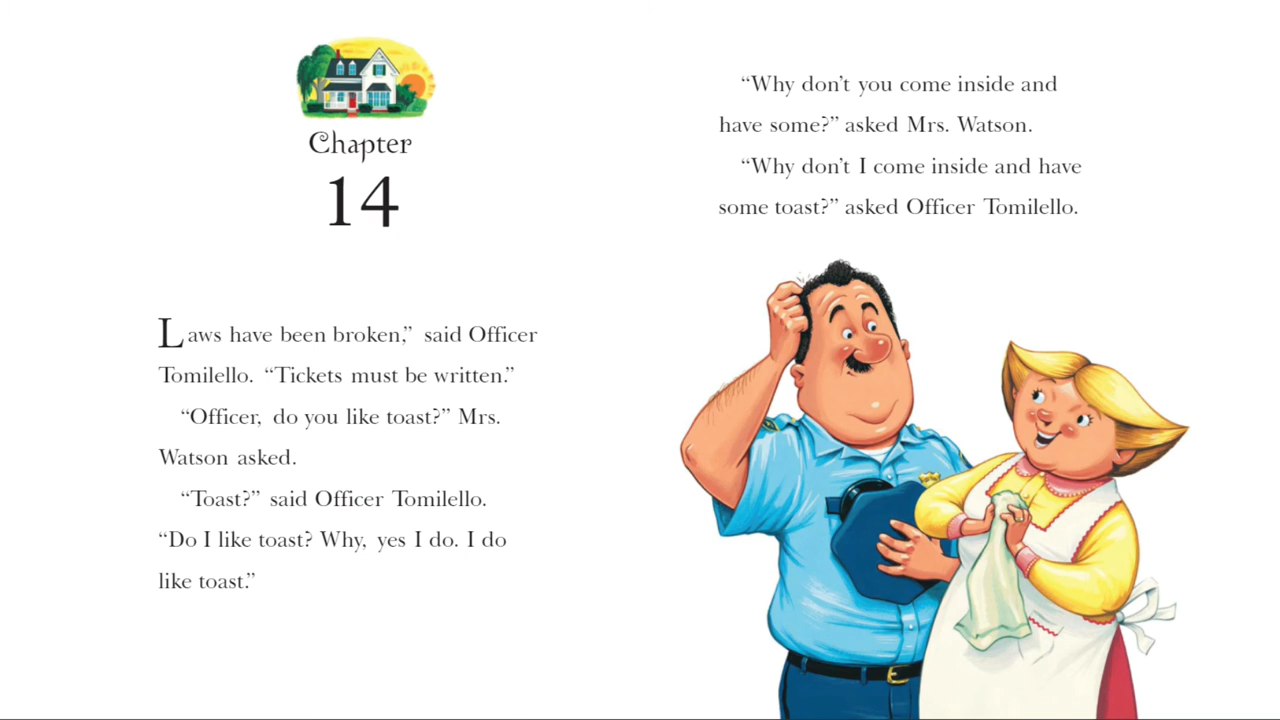 Chapter
14
Laws have been broken,” said Officer
Tomilello. “Tickets must be written.”
“Officer, do you like toast?” Mrs.
Watson asked.
“Toast?” said Officer Tomilello.
“Do I like toast? Why, yes I do. I do
like toast.”
“Why don’t you come inside and
have some?” asked Mrs. Watson.
“Why don’t I come inside and have
some toast?” asked Officer Tomilello.